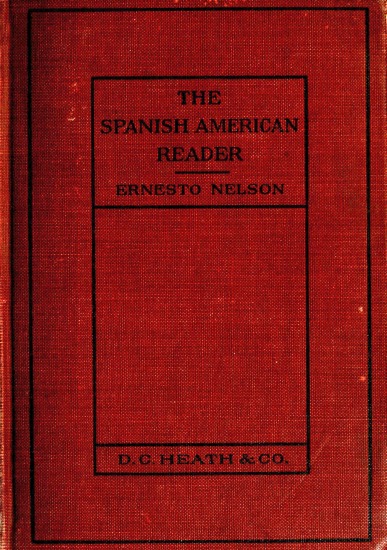 THE
SPANISH AMERICAN
READER
ERNESTO NELSON
D.C. HEATH & CO.